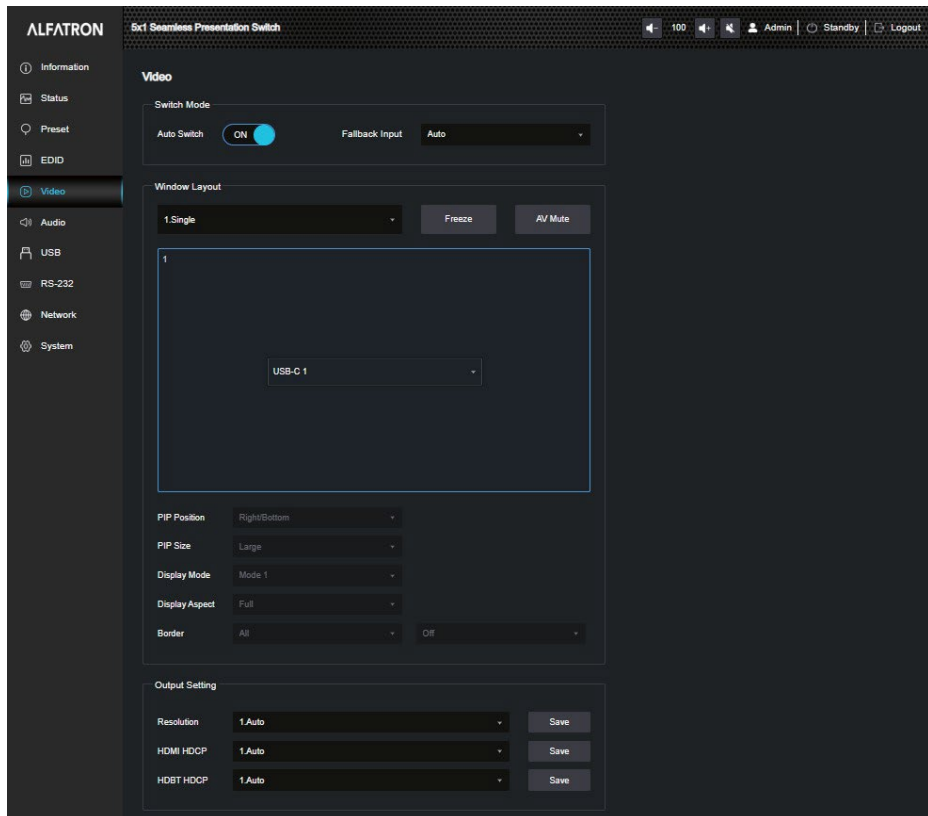 ALFATRON
5x1 Seamless Presentation Switch
100
Admin
Standby
Logout
Information
Status
Preset
EDID
Video
Audio
USB
RS-232
Network
System
Video
Switch Mode
Auto Switch ON Fallback Input Auto
Window Layout
1.Single Freeze AV Mute
1
USB-C 1
PIP Position Right/Bottom
PIP Size Large
Display Mode Mode 1
Display Aspect Full
Border All Off
Output Setting
Resolution 1.Auto Save
HDMI HDCP 1.Auto Save
HDBT HDCP 1.Auto Save